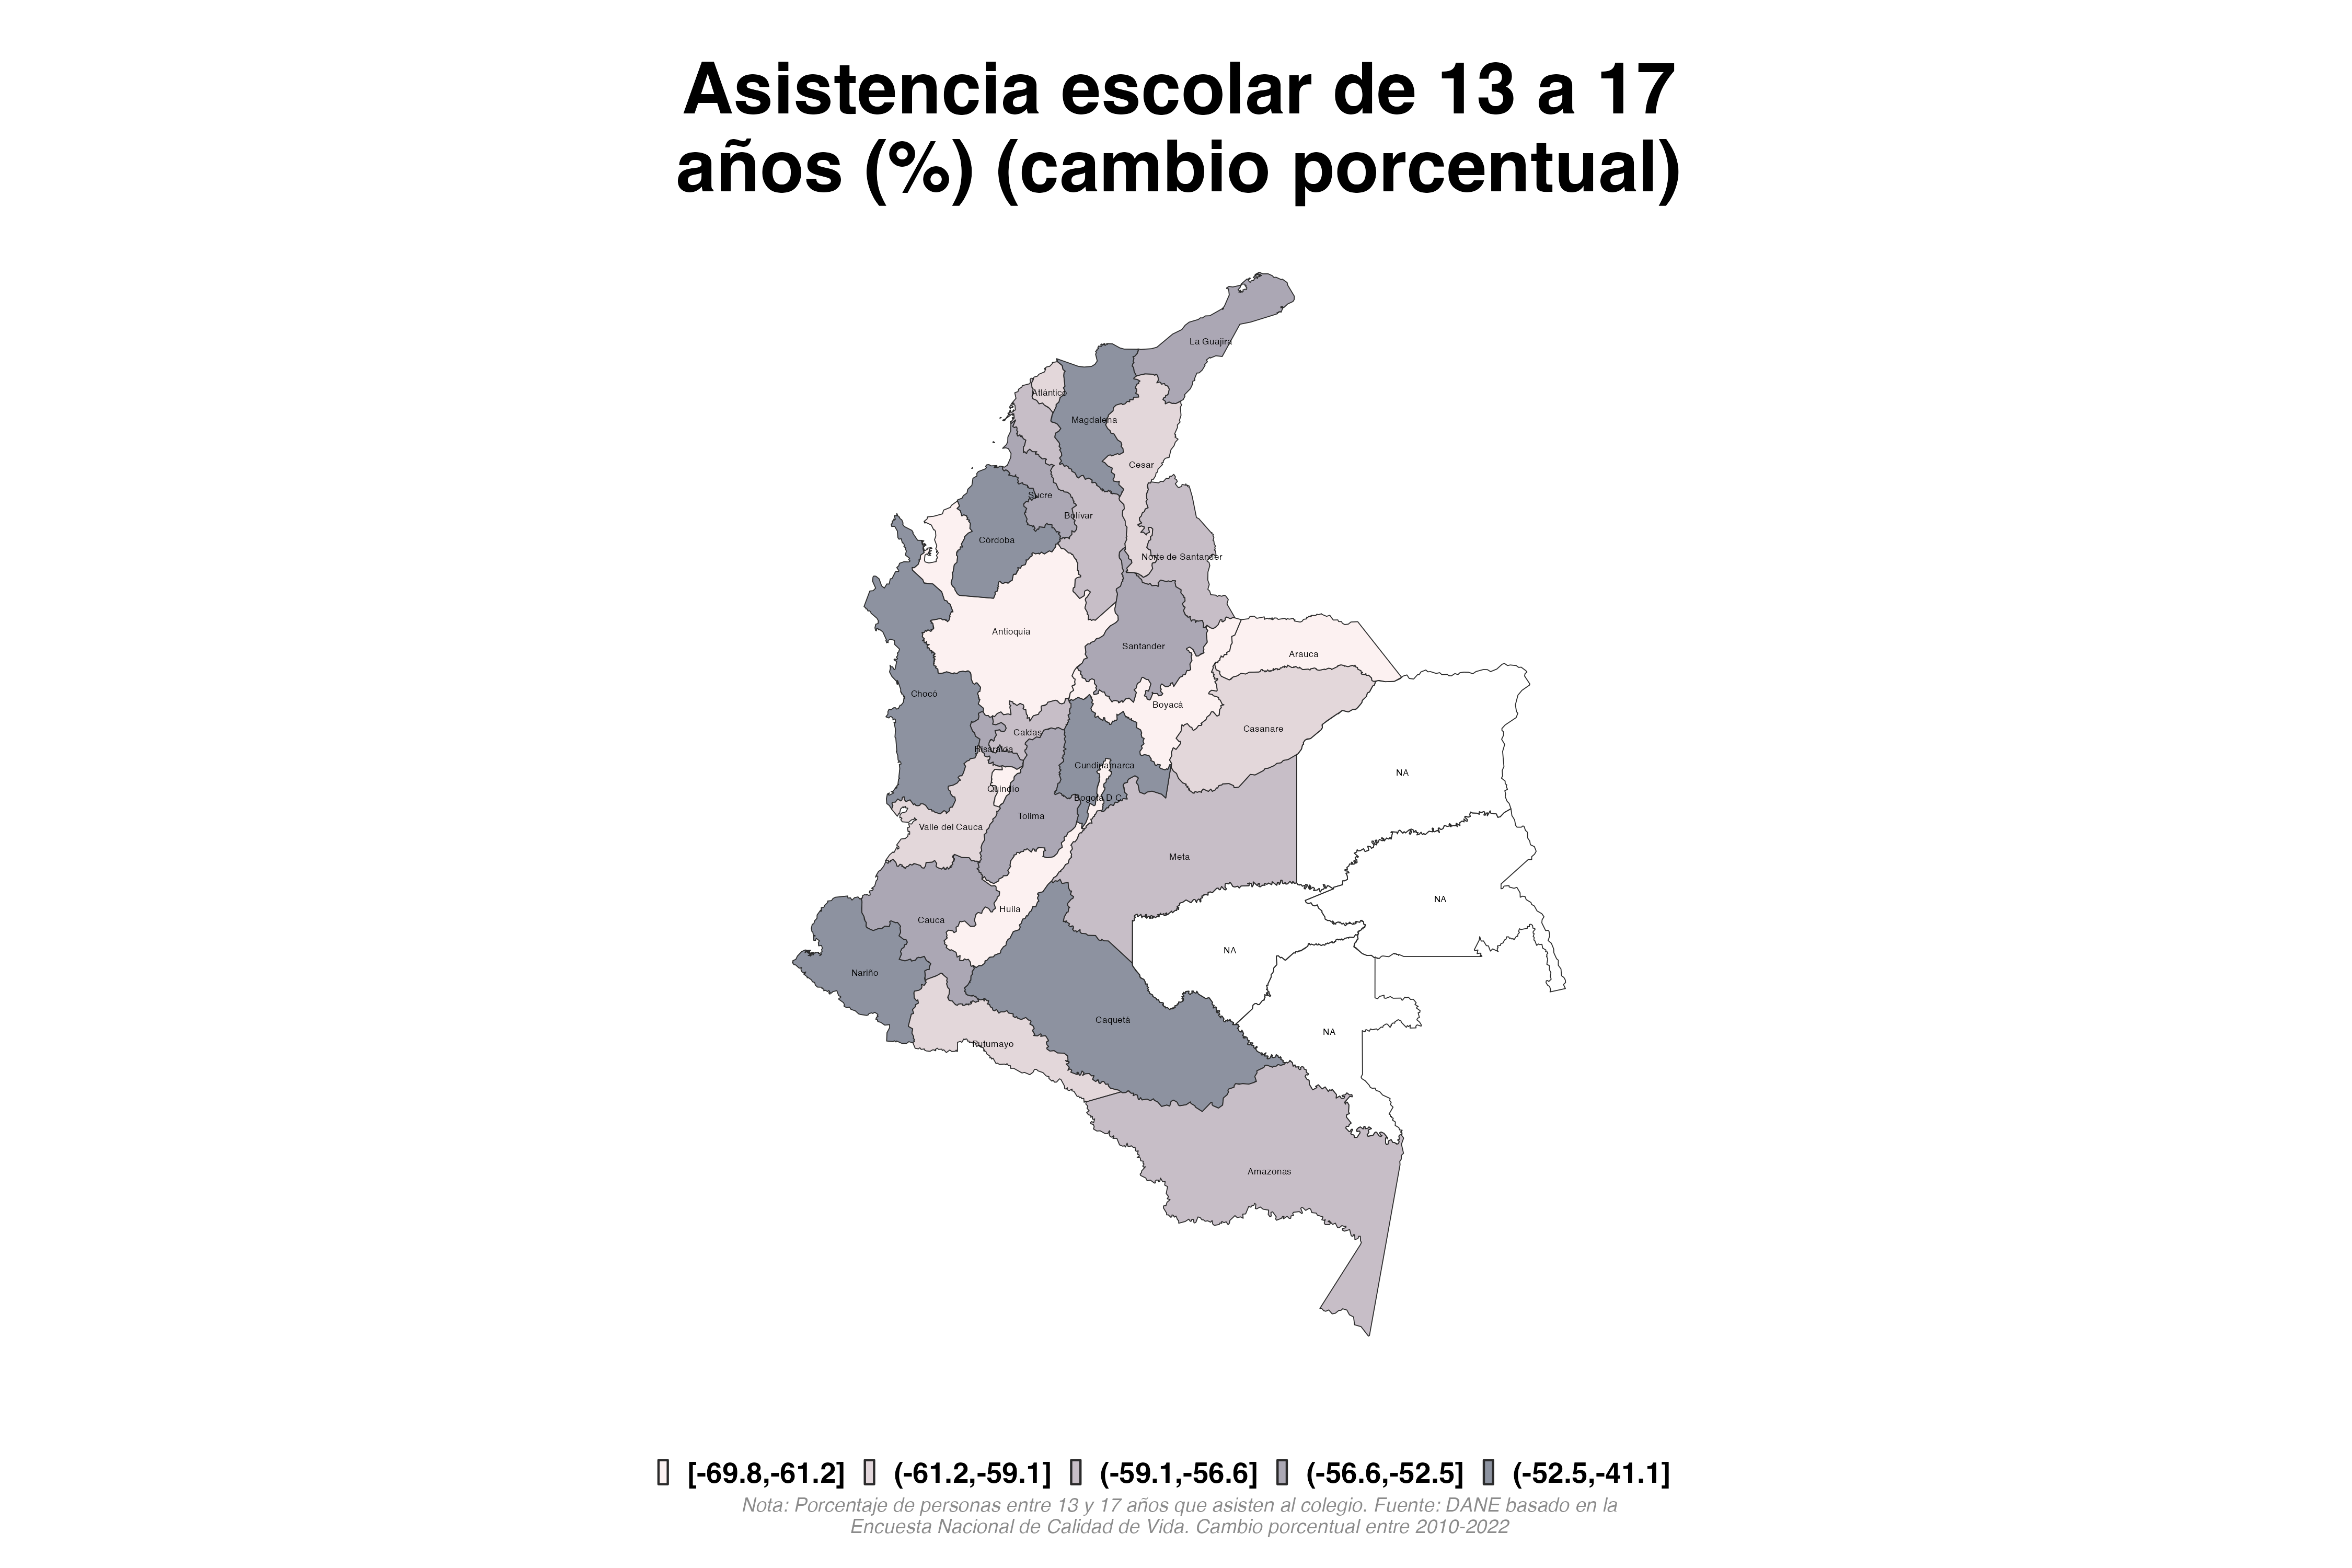 Asistencia escolar de 13 a 17
años (%) (cambio porcentual)
La Guajira
Atlántico
Magdalena
Cesar
Sucre
Bolívar
Córdoba
Norte de Santander
Antioquia
Santander
Arauca
Chocó
Boyacá
Casanare
Caldas
Risaralda
Cundinamarca
NA
Quindio
Bogotá D.C.
Tolima
Valle del Cauca
Meta
NA
Huila
Cauca
NA
Nariño
Caquetá
NA
Putumayo
Amazonas
[-69.8,-61.2] (-61.2,-59.1] (-59.1,-56.6] (-56.6,-52.5] (-52.5,-41.1]
Nota: Porcentaje de personas entre 13 y 17 años que asisten al colegio. Fuente: DANE basado en la
Encuesta Nacional de Calidad de Vida. Cambio porcentual entre 2010-2022